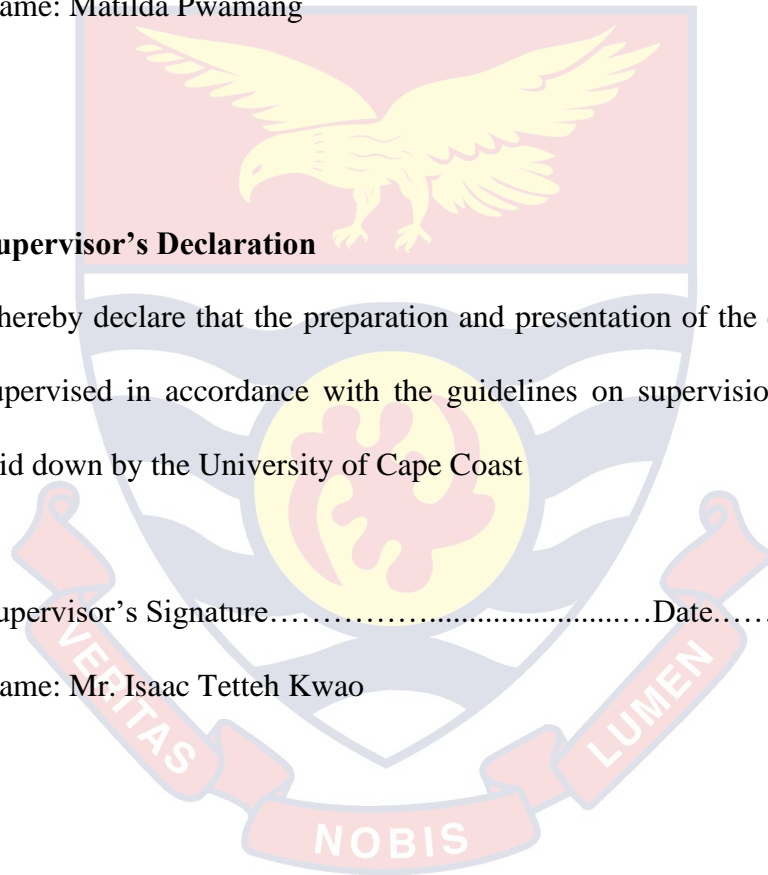 ame: Matilda Pwamang
upervisor’s Declaration
hereby declare that the preparation and presentation of the
upervised in accordance with the guidelines on supervisio
id down by the University of Cape Coast
upervisor’s Signature……………........................…Date……
ame: Mr. Isaac Tetteh Kwao
VERITAS NOBIS LUMEN